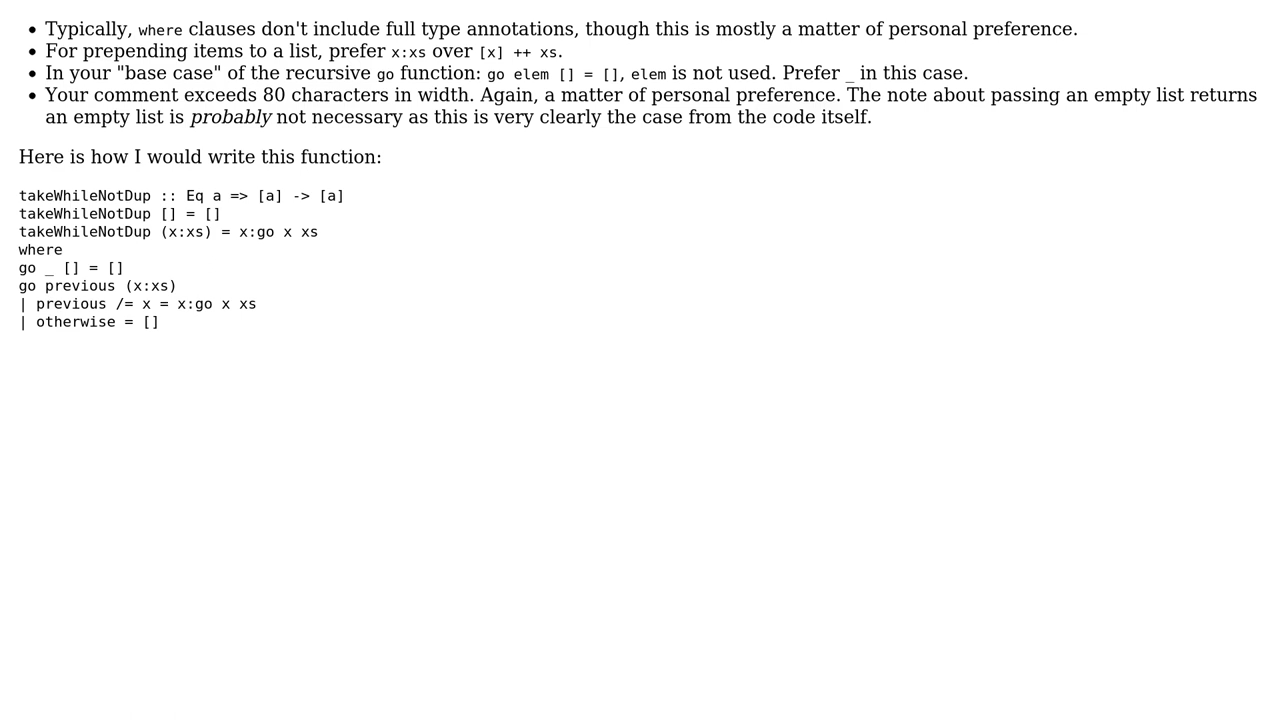 Typically, where clauses don't include full type annotations, though this is mostly a matter of personal preference.
For prepending items to a list, prefer x:xs over [x] ++ xs.
In your "base case" of the recursive go function: go elem [] = [], elem is not used. Prefer _ in this case.
Your comment exceeds 80 characters in width. Again, a matter of personal preference. The note about passing an empty list returns
an empty list is probably not necessary as this is very clearly the case from the code itself.
Here is how I would write this function:
takeWhileNotDup :: Eq a => [a] -> [a]
takeWhileNotDup [] = []
takeWhileNotDup (x:xs) = x:go x xs
where
go _ [] = []
go previous (x:xs)
| previous /= x = x:go x xs
| otherwise = []